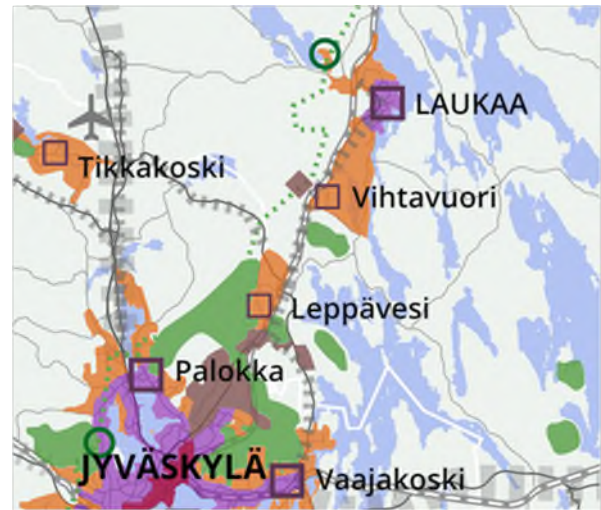 LAUKAA
Tikkakoski
Vihtavuori
Leppävesi
Palokka
JYVÄSKYLÄ
Vaajakoski